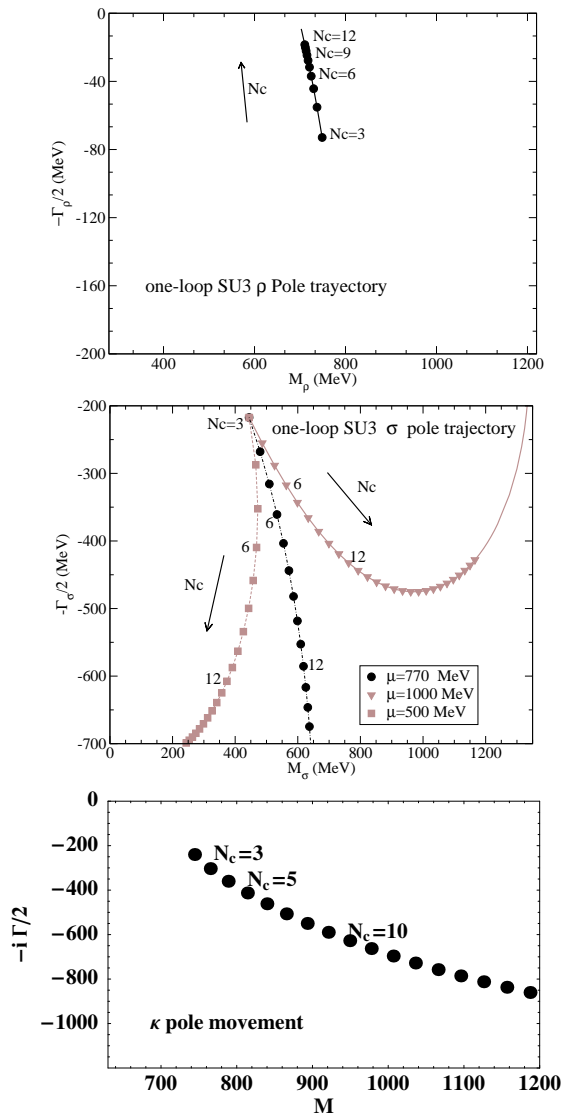 0
-40
-80
-120
-160
-200
−Γρ/2 (MeV)
Nc=12
Nc=9
Nc=6
Nc=3
Nc
one-loop SU3 ρ Pole trayectory
400 600 800 1000 1200
Mρ (MeV)
-200
-300
-400
-500
-600
-700
-Γσ/2 (MeV)
Nc=3
one-loop SU3 σ pole trajectory
6
Nc
6
6
12
Nc
12
12
μ=770 MeV
μ=1000 MeV
μ=500 MeV
0 200 400 600 800 1000 1200
Mσ (MeV)
0
−200
−400
−600
−800
−1000
−i Γ/2
Nc=3
Nc=5
Nc=10
κ pole movement
700 800 900 1000 1100 1200
M